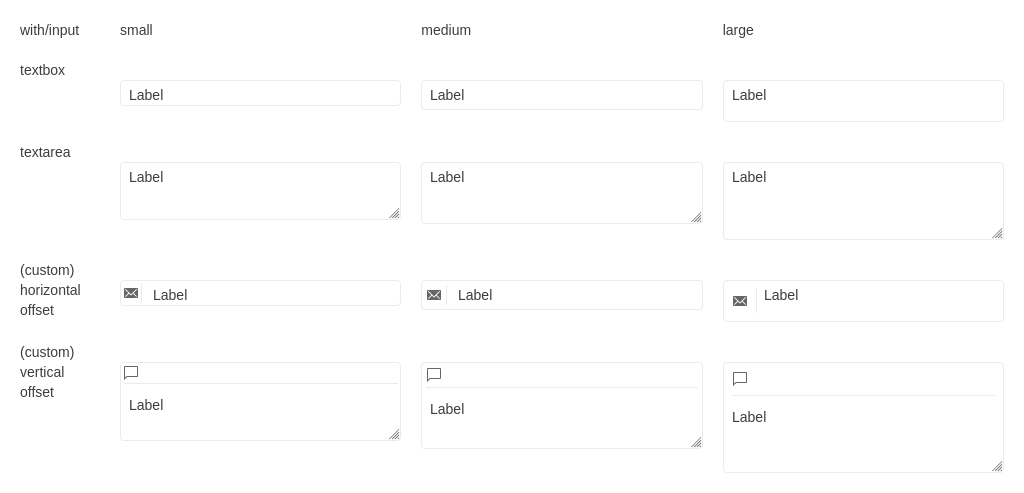 with/input small medium large
textbox
Label Label Label
textarea
Label Label Label
(custom)
horizontal
offset
Label Label Label
(custom)
vertical
offset
Label Label Label